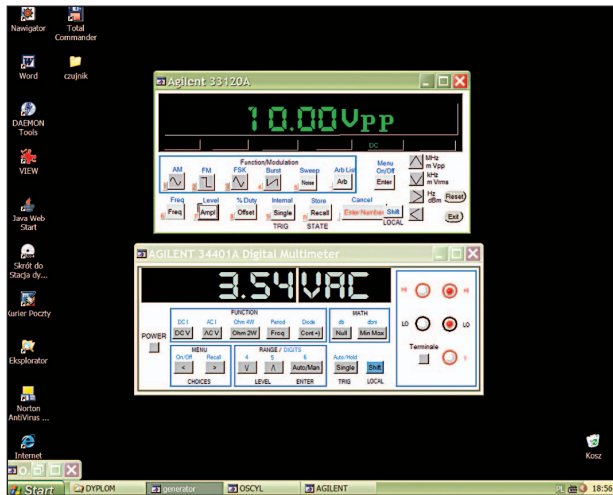 Nawigator
Total
Commander
Word
czujnik
DAEMON
Tools
VIEW
Java Web
Start
Skrót do
Stacja dy...
Kurier Poczty
Eksplorator
Norton
AntiVirus ...
Internet
Kosz
Agilent 33120A
10.00VPP
DC
Function/Modulation
AM FM FSK Burst Sweep Arb List
Noise Arb
Menu
On/Off
Enter
MHz
m Vpp
kHz
m Vrms
Hz
dBm
Reset
Exit
Freq Level % Duty Internal Store Cancel
Freq Ampl Offset Single Recall Enter Number Shift
TRIG STATE LOCAL
AGILENT 34401A Digital Multimeter
3.54 VAC
POWER
FUNCTION
DC I AC I Ohm 4W Period Diode
DC V AC V Ohm 2W Freq Cont
MATH
db dbm
Null Min Max
MENU
On/Off Recall
< >
CHOICES
RANGE / DIGITS
4 5 6
Auto/Man
LEVEL ENTER
Auto/Hold
Single Shift
TRIG LOCAL
HI HI
LO LO
Terminale
I
Start
DYPLOM
generator
OSCYL
AGILENT
18:56